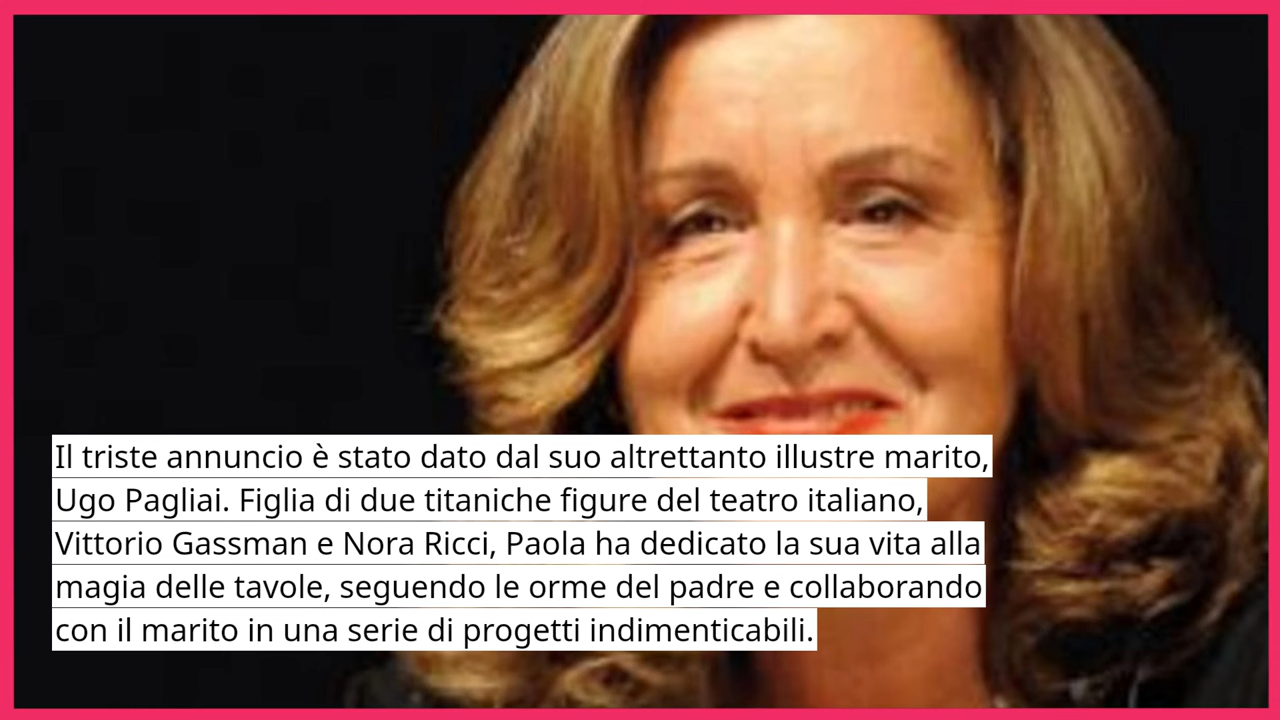 Il triste annuncio è stato dato dal suo altrettanto illustre marito,
Ugo Pagliai. Figlia di due titaniche figure del teatro italiano,
Vittorio Gassman e Nora Ricci, Paola ha dedicato la sua vita alla
magia delle tavole, seguendo le orme del padre e collaborando
con il marito in una serie di progetti indimenticabili.